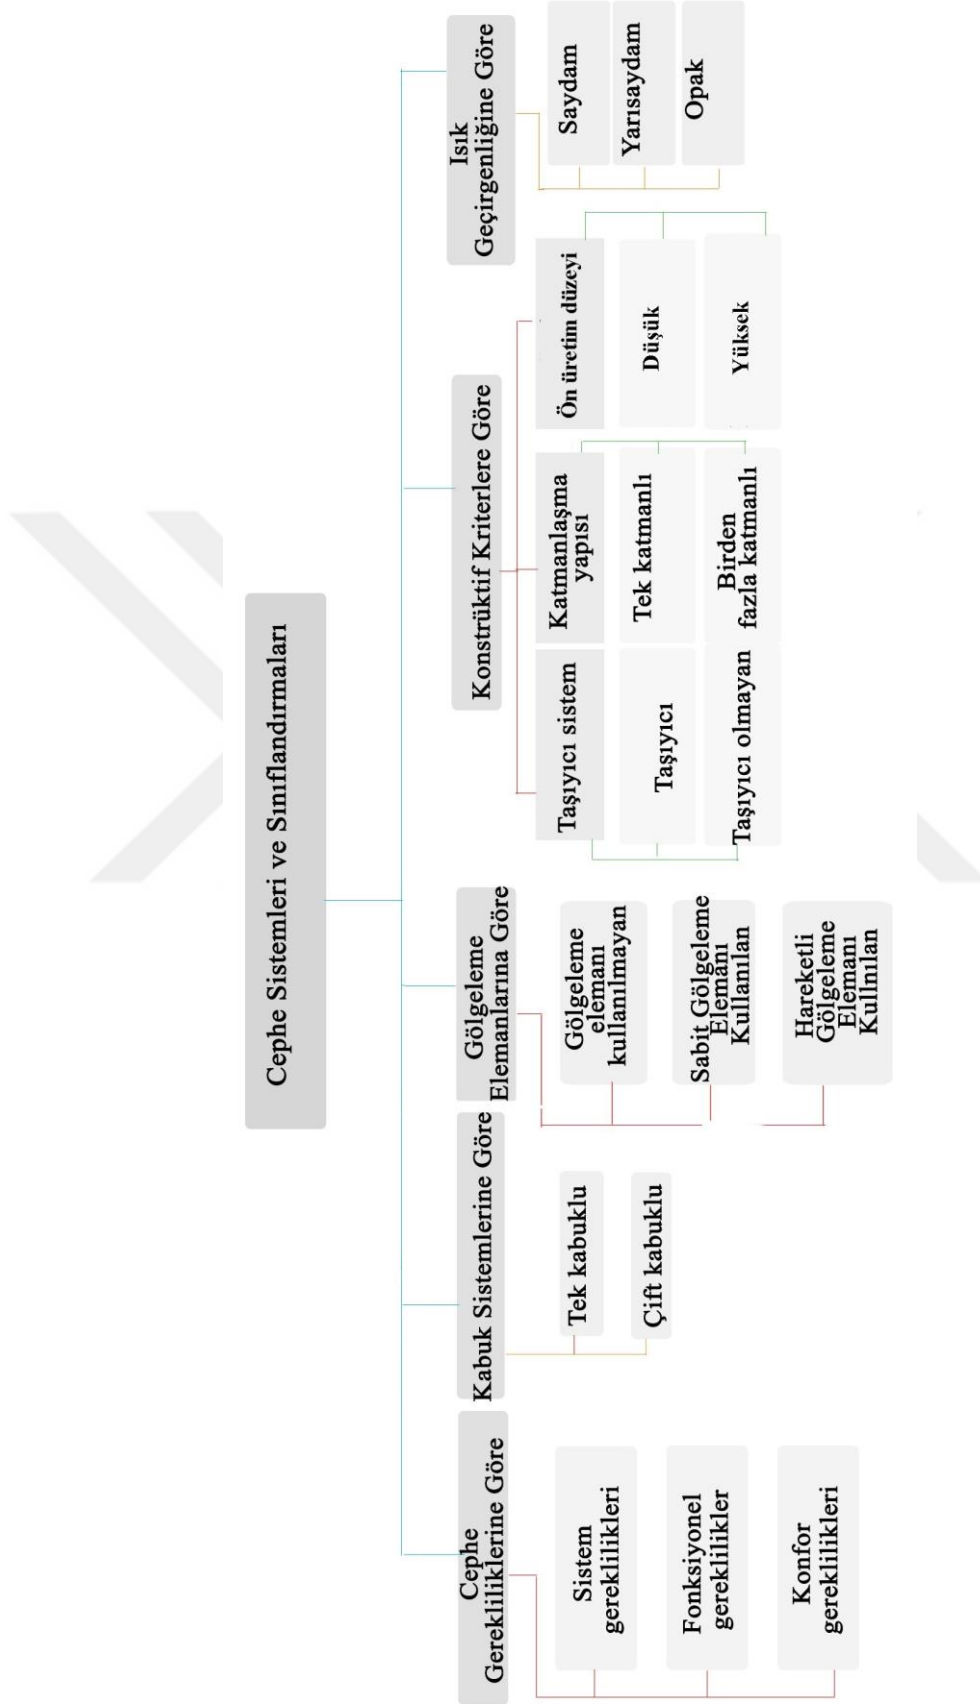 Cephe Sistemleri ve Sınıflandırmaları
Cephe
Gerekliliklerine Göre
Sistem
gereklilikleri
Fonksiyonel
gereklilikler
Konfor
gereklilikleri
Kabuk Sistemlerine Göre
Tek kabuklu
Çift kabuklu
Gölgeleme
Elemanlarına Göre
Gölgeleme
elemanı
kullanılmayan
Sabit Gölgeleme
Elemanı
Kullanılan
Hareketli
Gölgeleme
Elemanı
Kullnılan
Konstrüktif Kriterlere Göre
Taşıyıcı sistem
Taşıyıcı
Taşıyıcı olmayan
Katmanlaşma
yapısı
Tek katmanlı
Birden
fazla katmanlı
Ön üretim düzeyi
Düşük
Yüksek
Isık
Geçirgenliğine Göre
Saydam
Yarısaydam
Opak